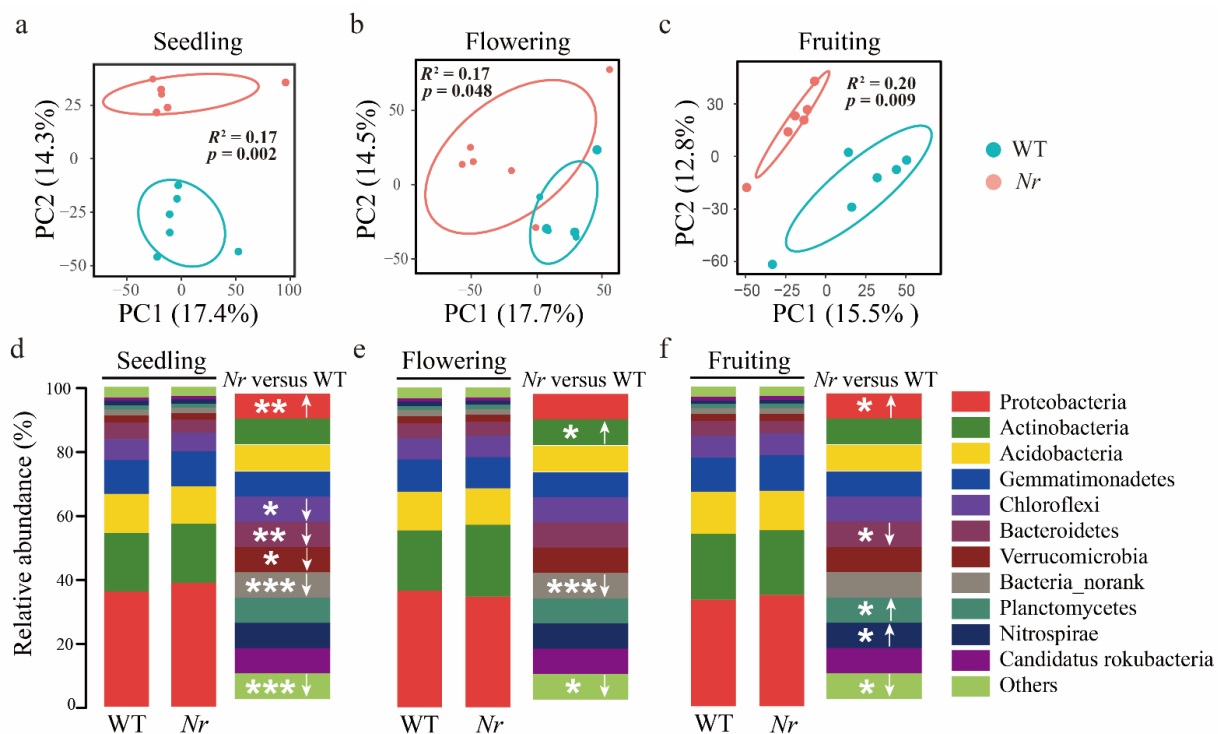 a
Seedling
R² = 0.17
p = 0.002
PC2 (14.3%)
25
−25
−50
−50
0
50
100
PC1 (17.4%)
b
Flowering
R² = 0.17
p = 0.048
PC2 (14.5%)
50
0
−50
−50
0
50
PC1 (17.7%)
c
Fruiting
R² = 0.20
p = 0.009
PC2 (12.8%)
30
0
−30
−60
−50
−25
0
25
50
PC1 (15.5% )
WT
Nr
d
Seedling
Nr versus WT
Relative abundance (%)
100
80
60
40
20
0
** ↑
* ↓
** ↓
* ↓
*** ↓
*** ↓
WT
Nr
e
Flowering
Nr versus WT
* ↑
*** ↓
* ↓
WT
Nr
f
Fruiting
Nr versus WT
* ↑
* ↓
* ↑
* ↑
* ↓
WT
Nr
Proteobacteria
Actinobacteria
Acidobacteria
Gemmatimonadetes
Chloroflexi
Bacteroidetes
Verrucomicrobia
Bacteria_norank
Planctomycetes
Nitrospirae
Candidatus rokubacteria
Others